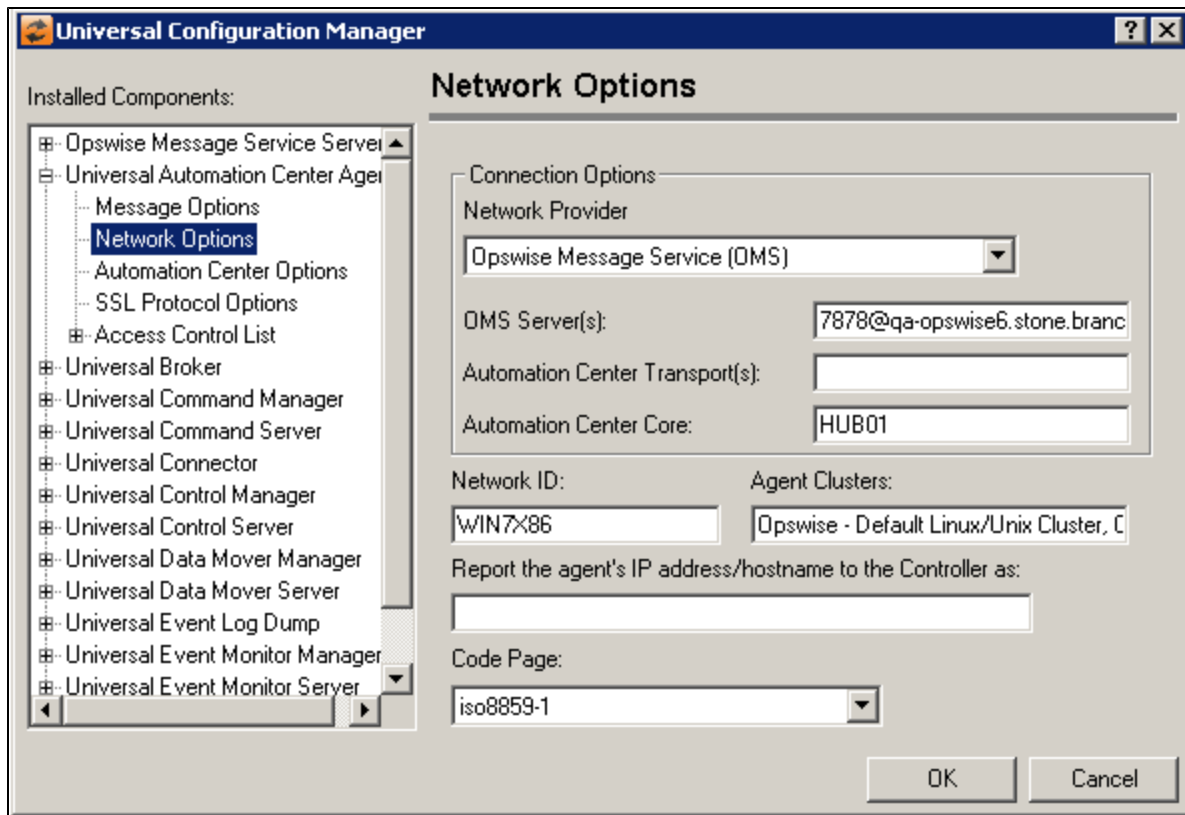 Universal Configuration Manager
Installed Components:
Opswise Message Service Server
Universal Automation Center Agen
Message Options
Network Options
Automation Center Options
SSL Protocol Options
Access Control List
Universal Broker
Universal Command Manager
Universal Command Server
Universal Connector
Universal Control Manager
Universal Control Server
Universal Data Mover Manager
Universal Data Mover Server
Universal Event Log Dump
Universal Event Monitor Manager
Universal Event Monitor Server
Network Options
Connection Options
Network Provider
Opswise Message Service (OMS)
OMS Server(s): 7878@qa-opswise6.stone.branc
Automation Center Transport(s):
Automation Center Core: HUB01
Network ID: Agent Clusters:
WIN7X86 Opswise - Default Linux/Unix Cluster, O
Report the agent's IP address/hostname to the Controller as:
Code Page:
iso8859-1
OK Cancel